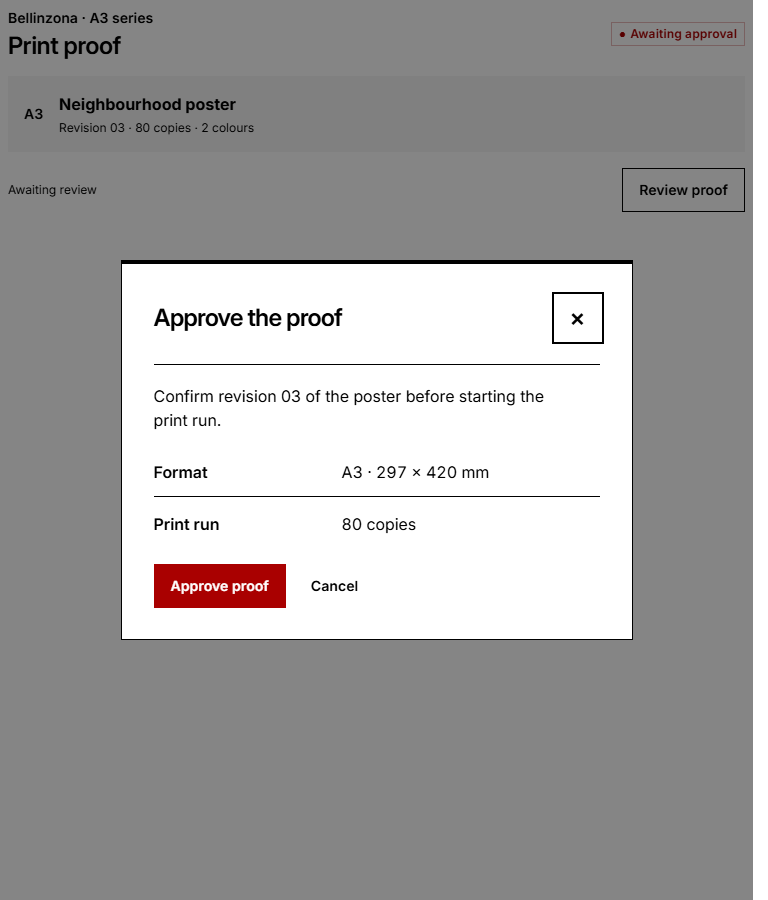 Bellinzona · A3 series
Print proof
Awaiting approval
A3
Neighbourhood poster
Revision 03 · 80 copies · 2 colours
Awaiting review
Review proof
Approve the proof
×
Confirm revision 03 of the poster before starting the
print run.
Format A3 · 297 × 420 mm
Print run 80 copies
Approve proof Cancel